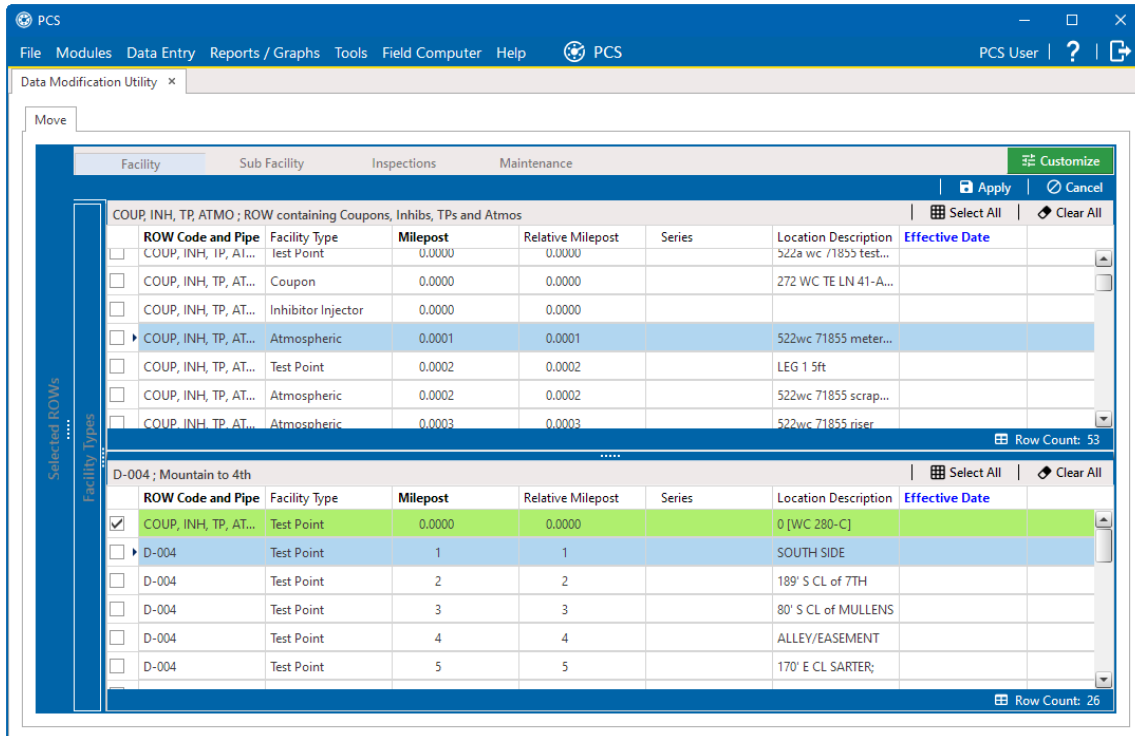 PCS
File Modules Data Entry Reports / Graphs Tools Field Computer Help PCS PCS User | ? |
Data Modification Utility ×
Move
Facility Sub Facility Inspections Maintenance Customize
Apply | Cancel
COUP, INH, TP, ATMO ; ROW containing Coupons, Inhibs, TPs and Atmos | Select All | Clear All
ROW Code and Pipe Facility Type Milepost Relative Milepost Series Location Description Effective Date
COUP, INH, TP, AT... Test Point 0.0000 0.0000 522a wc 71855 test...
COUP, INH, TP, AT... Coupon 0.0000 0.0000 272 WC TE LN 41-A...
COUP, INH, TP, AT... Inhibitor Injector 0.0000 0.0000
COUP, INH, TP, AT... Atmospheric 0.0001 0.0001 522wc 71855 meter...
COUP, INH, TP, AT... Test Point 0.0002 0.0002 LEG 1 5ft
COUP, INH, TP, AT... Atmospheric 0.0002 0.0002 522wc 71855 scrap...
COUP, INH, TP, AT... Atmospheric 0.0003 0.0003 522wc 71855 riser
Row Count: 53
Selected ROWs
Facility Types
D-004 ; Mountain to 4th | Select All | Clear All
ROW Code and Pipe Facility Type Milepost Relative Milepost Series Location Description Effective Date
COUP, INH, TP, AT... Test Point 0.0000 0.0000 0 [WC 280-C]
D-004 Test Point 1 1 SOUTH SIDE
D-004 Test Point 2 2 189' S CL of 7TH
D-004 Test Point 3 3 80' S CL of MULLENS
D-004 Test Point 4 4 ALLEY/EASEMENT
D-004 Test Point 5 5 170' E CL SARTER;
Row Count: 26